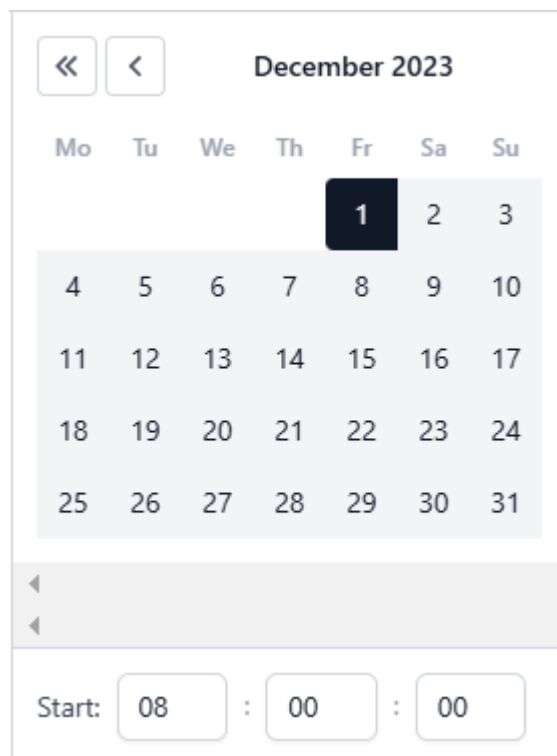 December 2023
Mo Tu We Th Fr Sa Su
1 2 3
4 5 6 7 8 9 10
11 12 13 14 15 16 17
18 19 20 21 22 23 24
25 26 27 28 29 30 31
Start: 08 : 00 : 00